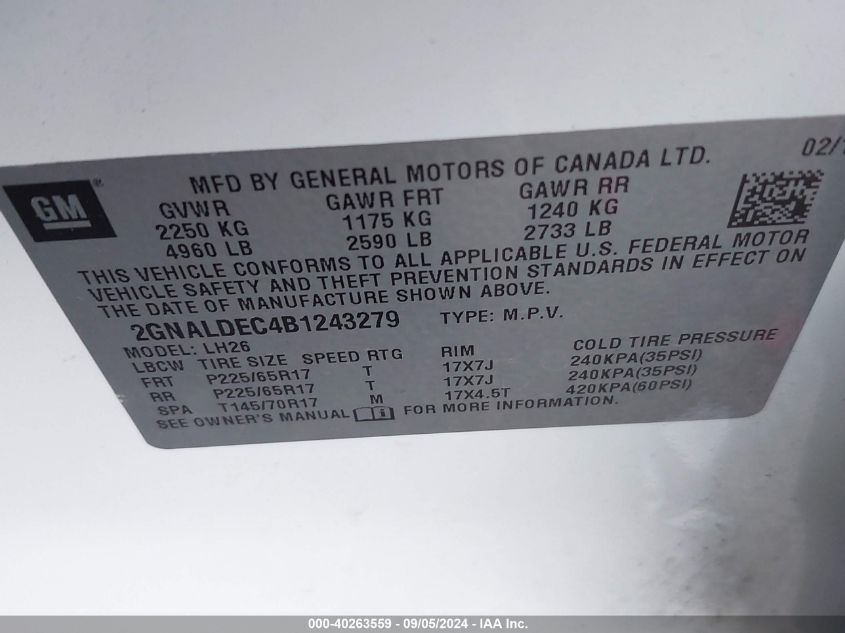 GM®
MFD BY GENERAL MOTORS OF CANADA LTD. 02/1
GVWR GAWR FRT GAWR RR
2250 KG 1175 KG 1240 KG
4960 LB 2590 LB 2733 LB
THIS VEHICLE CONFORMS TO ALL APPLICABLE U.S. FEDERAL MOTOR
VEHICLE SAFETY AND THEFT PREVENTION STANDARDS IN EFFECT ON
THE DATE OF MANUFACTURE SHOWN ABOVE.
2GNALDEC4B1243279 TYPE: M.P.V.
MODEL: LH26
LBCW TIRE SIZE SPEED RTG RIM COLD TIRE PRESSURE
FRT P225/65R17 T 17X7J 240KPA(35PSI)
RR P225/65R17 T 17X7J 240KPA(35PSI)
SPA T145/70R17 M 17X4.5T 420KPA(60PSI)
SEE OWNER'S MANUAL FOR MORE INFORMATION.
000-40263559 - 09/05/2024 - IAA Inc.